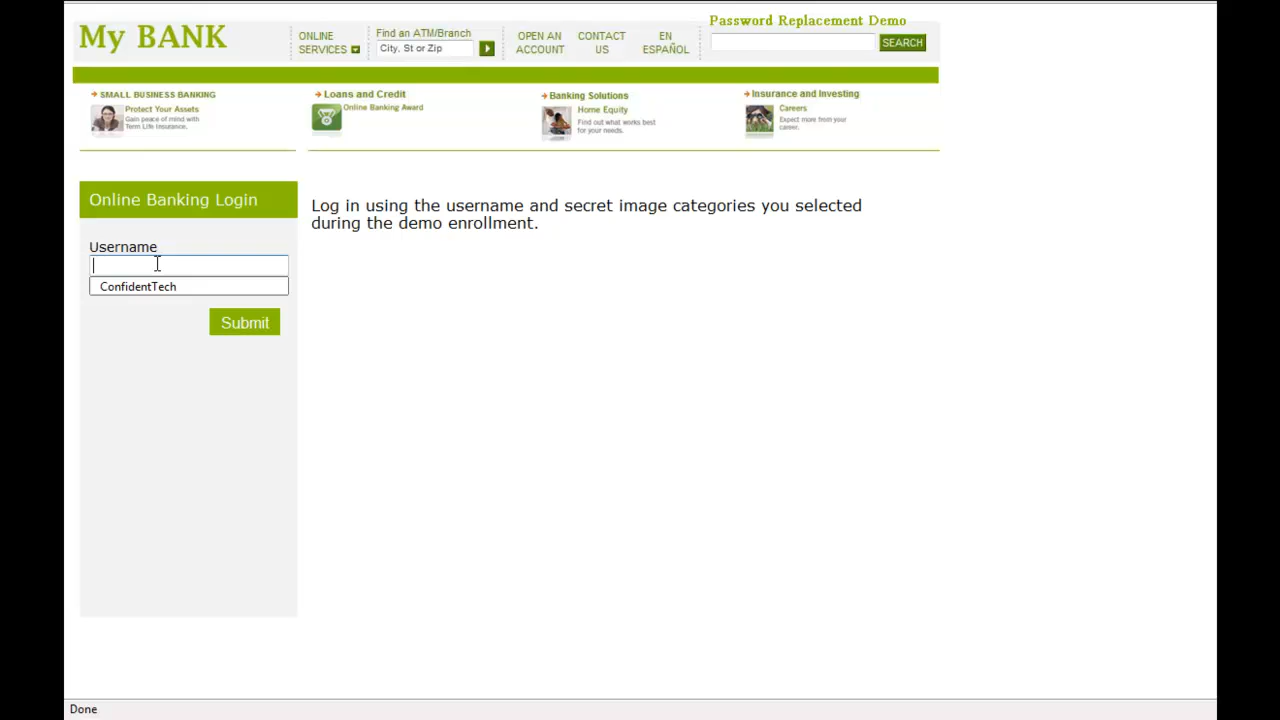 Password Replacement Demo
My BANK
ONLINE
SERVICES
Find an ATM/Branch
City, St or Zip
OPEN AN
ACCOUNT
CONTACT
US
EN
ESPAÑOL
SEARCH
SMALL BUSINESS BANKING
Protect Your Assets
Gain peace of mind with
Term Life Insurance.
Loans and Credit
Online Banking Award
Banking Solutions
Home Equity
Find out what works best
for your needs.
Insurance and Investing
Careers
Expect more from your
career.
Online Banking Login
Username
ConfidentTech
Submit
Log in using the username and secret image categories you selected
during the demo enrollment.
Done